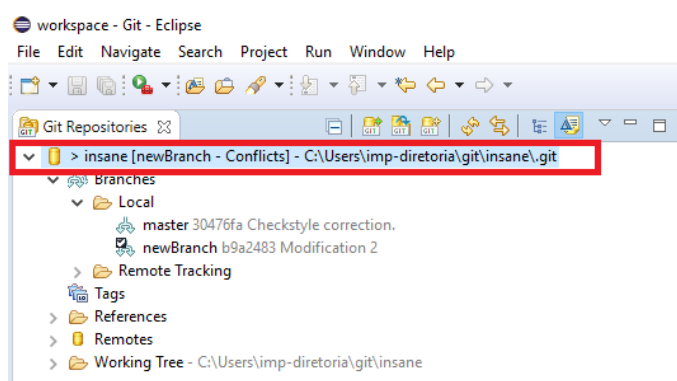 workspace - Git - Eclipse
File Edit Navigate Search Project Run Window Help
Git Repositories
> insane [newBranch - Conflicts] - C:\Users\imp-diretoria\git\insane\.git
Branches
Local
master 30476fa Checkstyle correction.
newBranch b9a2483 Modification 2
Remote Tracking
Tags
References
Remotes
Working Tree - C:\Users\imp-diretoria\git\insane